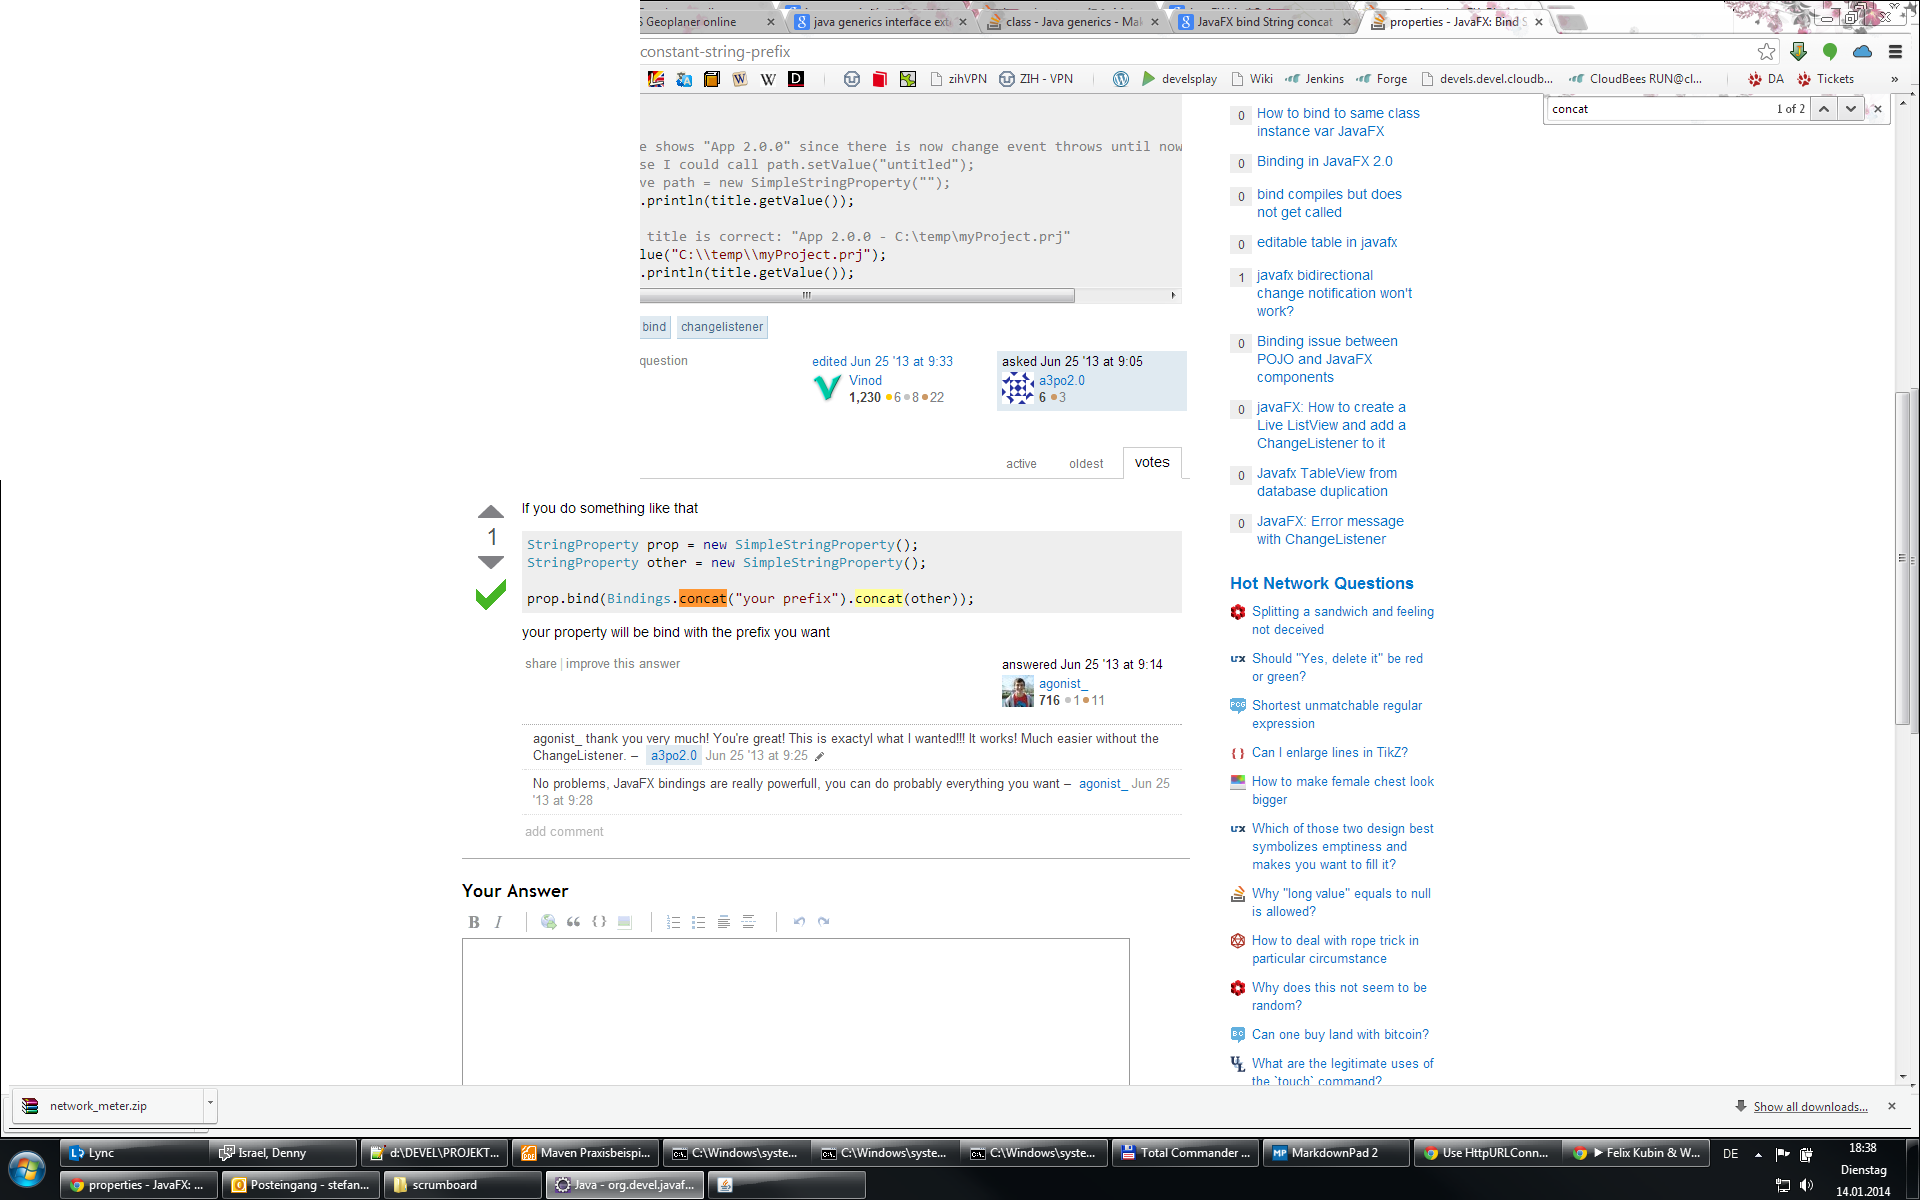 S Geoplaner online
java generics interface exte
class - Java generics - Mak
JavaFX bind String concat
properties - JavaFX: Bind S
constant-string-prefix
zihVPN
ZIH - VPN
develsplay
Wiki
Jenkins
Forge
devels.devel.cloudb...
CloudBees RUN@cl...
DA
Tickets
»
concat
1 of 2
e shows "App 2.0.0" since there is now change event throws until now
se I could call path.setValue("untitled");
ve path = new SimpleStringProperty("");
.println(title.getValue());
title is correct: "App 2.0.0 - C:\temp\myProject.prj"
lue("C:\\temp\\myProject.prj");
.println(title.getValue());
bind
changelistener
question
edited Jun 25 '13 at 9:33
Vinod
1,230 ●6 ●8 ●22
asked Jun 25 '13 at 9:05
a3po2.0
6 ●3
active
oldest
votes
1
If you do something like that
StringProperty prop = new SimpleStringProperty();
StringProperty other = new SimpleStringProperty();
prop.bind(Bindings.concat("your prefix").concat(other));
your property will be bind with the prefix you want
share | improve this answer
answered Jun 25 '13 at 9:14
agonist_
716 ●1 ●11
agonist_ thank you very much! You're great! This is exactyl what I wanted!!! It works! Much easier without the
ChangeListener. – a3po2.0 Jun 25 '13 at 9:25
No problems, JavaFX bindings are really powerfull, you can do probably everything you want – agonist_ Jun 25
'13 at 9:28
add comment
Your Answer
B I
0 How to bind to same class
instance var JavaFX
0 Binding in JavaFX 2.0
0 bind compiles but does
not get called
0 editable table in javafx
1 javafx bidirectional
change notification won't
work?
0 Binding issue between
POJO and JavaFX
components
0 javaFX: How to create a
Live ListView and add a
ChangeListener to it
0 Javafx TableView from
database duplication
0 JavaFX: Error message
with ChangeListener
Hot Network Questions
Splitting a sandwich and feeling
not deceived
Should "Yes, delete it" be red
or green?
Shortest unmatchable regular
expression
Can I enlarge lines in TikZ?
How to make female chest look
bigger
Which of those two design best
symbolizes emptiness and
makes you want to fill it?
Why "long value" equals to null
is allowed?
How to deal with rope trick in
particular circumstance
Why does this not seem to be
random?
Can one buy land with bitcoin?
What are the legitimate uses of
the `touch` command?
network_meter.zip
Show all downloads...
Lync
Israel, Denny
d:\DEVEL\PROJEKT...
Maven Praxisbeispi...
C:\Windows\syste...
C:\Windows\syste...
C:\Windows\syste...
Total Commander ...
MarkdownPad 2
Use HttpURLConn...
▶ Felix Kubin & W...
DE
18:38
properties - JavaFX: ...
Posteingang - stefan...
scrumboard
Java - org.devel.javaf...
Dienstag
14.01.2014